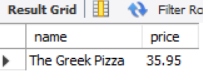 Result Grid Filter Ro
name price
The Greek Pizza 35.95